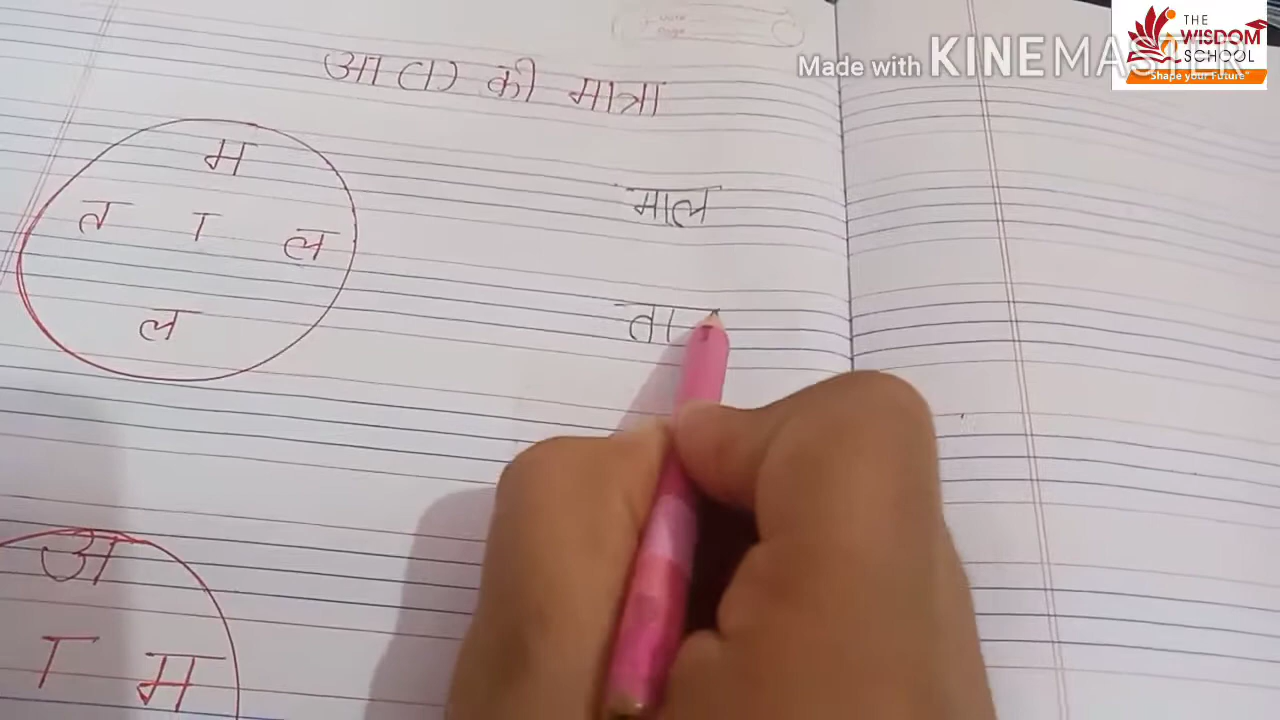 THE
WISDOM
SCHOOL
"Shape your Future"
Made with KINEMASTER
आ (ा) की मात्रा
म
त ा ल
ल
माल
ता
अ
ा म